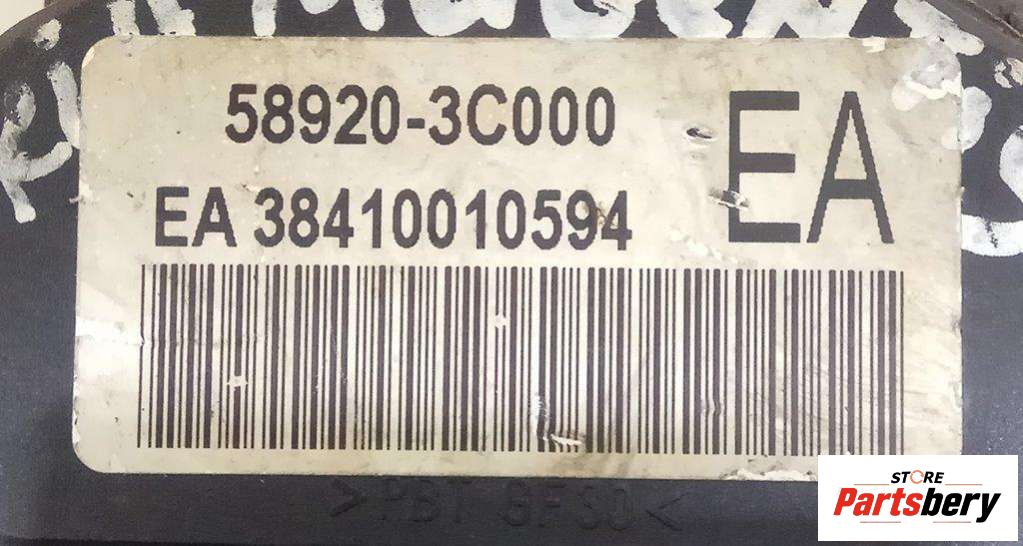 58920-3C000
EA
EA 38410010594
>PBT GF30<
STORE
Partsbery